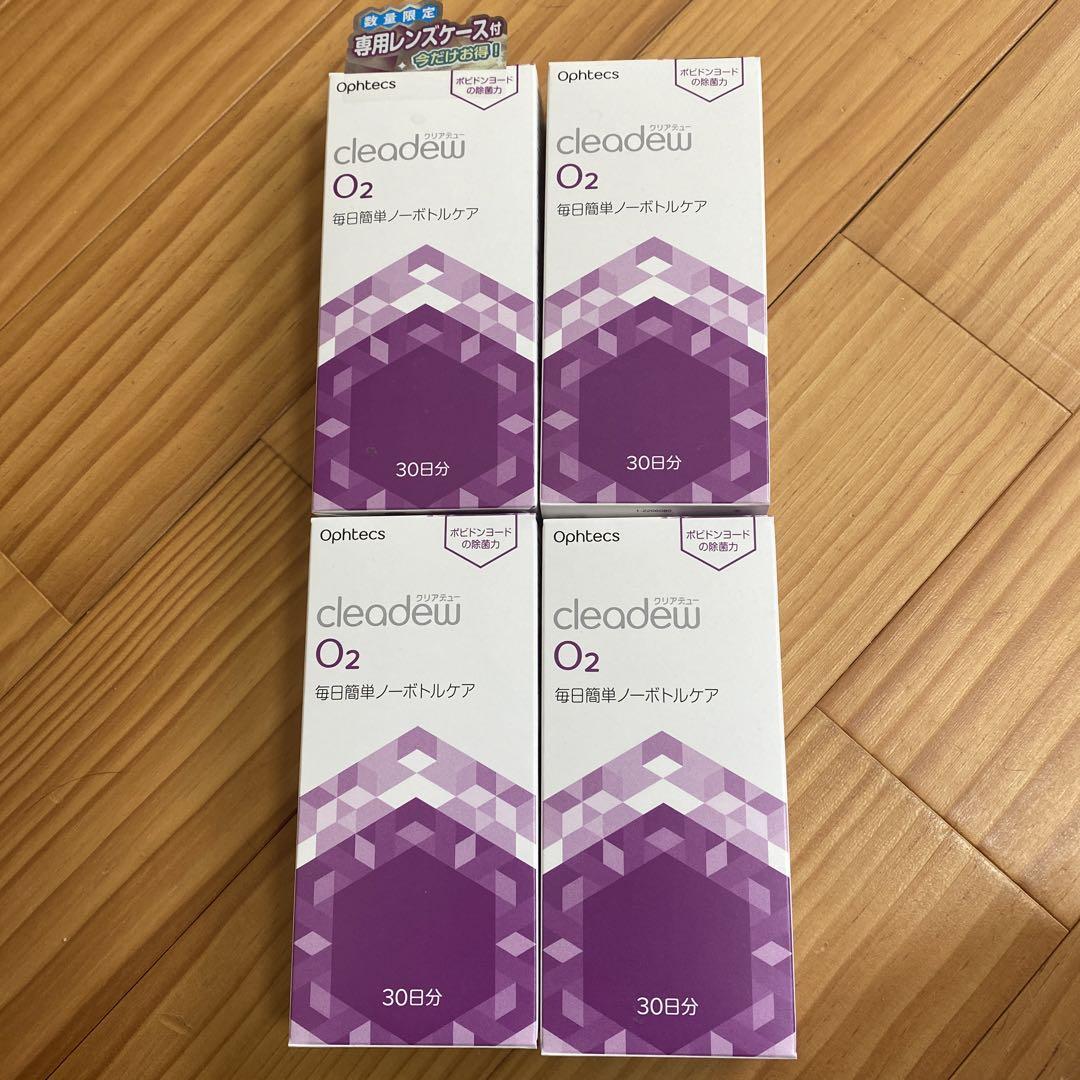 数量限定
専用レンズケース付
今だけお得!
Ophtecs
ポビドンヨード
の除菌力
クリアデュー
cleadew
O2
毎日簡単ノーボトルケア
30日分
Ophtecs
ポビドンヨード
の除菌力
クリアデュー
cleadew
O2
毎日簡単ノーボトルケア
30日分
Ophtecs
ポビドンヨード
の除菌力
クリアデュー
cleadew
O2
毎日簡単ノーボトルケア
30日分
Ophtecs
ポビドンヨード
の除菌力
クリアデュー
cleadew
O2
毎日簡単ノーボトルケア
30日分